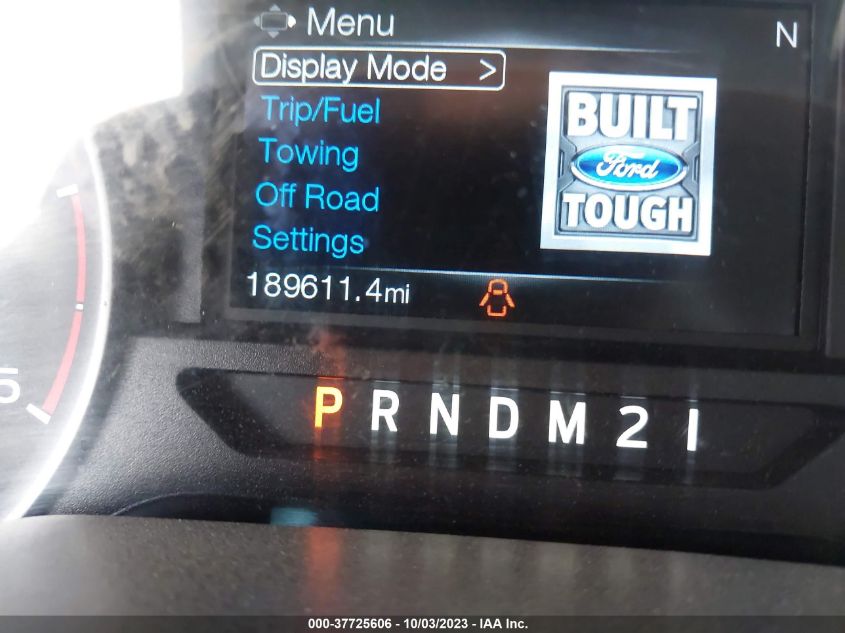 Menu
N
Display Mode >
Trip/Fuel
Towing
Off Road
Settings
BUILT
Ford
TOUGH
189611.4mi
P R N D M 2 1
000-37725606 - 10/03/2023 - IAA Inc.